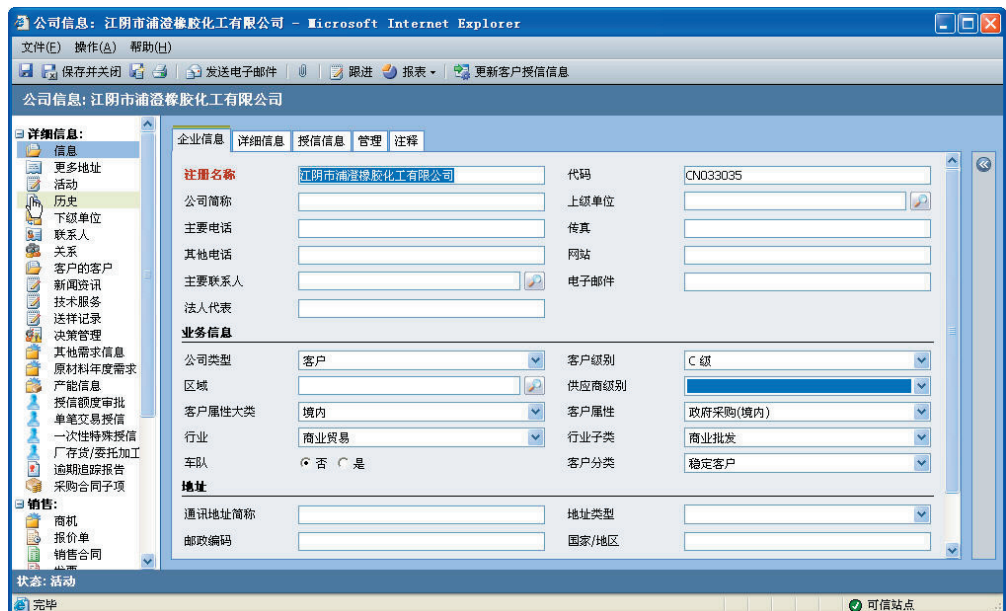 公司信息: 江阴市浦澄橡胶化工有限公司 - Microsoft Internet Explorer
文件(F) 操作(A) 帮助(H)
保存并关闭 发送电子邮件 跟进 报表 更新客户授信信息
公司信息: 江阴市浦澄橡胶化工有限公司
详细信息:
信息
更多地址
活动
历史
下级单位
联系人
关系
客户的客户
新闻资讯
技术服务
送样记录
决策管理
其他需求信息
原材料年度需求
产能信息
授信额度审批
单笔交易授信
一次性特殊授信
厂存货/委托加工
逾期追踪报告
采购合同子项
销售:
商机
报价单
销售合同
企业信息 详细信息 授信信息 管理 注释
注册名称 江阴市浦澄橡胶化工有限公司 代码 CN033035
公司简称 上级单位
主要电话 传真
其他电话 网站
主要联系人 电子邮件
法人代表
业务信息
公司类型 客户 客户级别 C 级
区域 供应商级别
客户属性大类 境内 客户属性 政府采购(境内)
行业 商业贸易 行业子类 商业批发
车队 否 是 客户分类 稳定客户
地址
通讯地址简称 地址类型
邮政编码 国家/地区
状态: 活动
完毕 可信站点